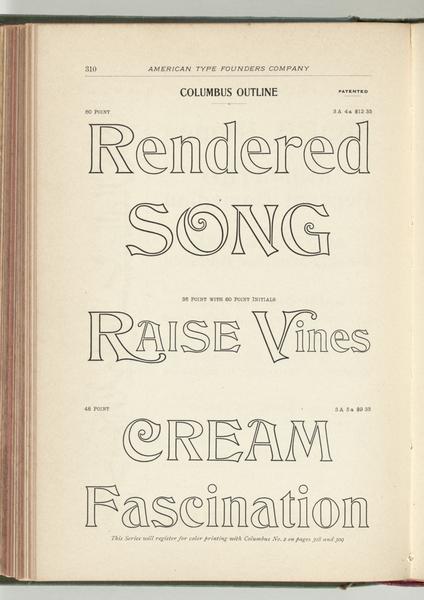 310
AMERICAN TYPE FOUNDERS COMPANY
COLUMBUS OUTLINE
PATENTED
60 POINT
3 A 4 a $12 35
Rendered
SONG
36 POINT WITH 60 POINT INITIALS
RAISE Vines
48 POINT
3 A 5 a $9 35
CREAM
Fascination
This Series will register for color printing with Columbus No. 2 on pages 308 and 309